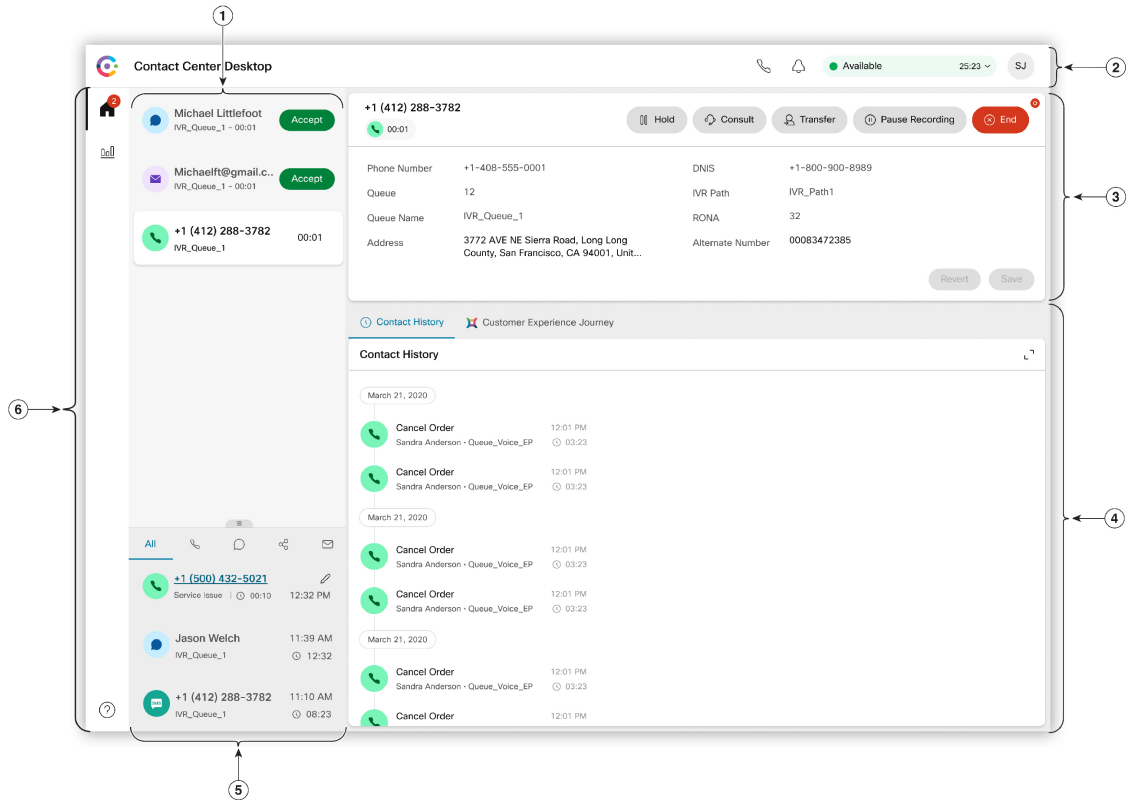 1
Contact Center Desktop
Available
25:23
SJ
2
2
Michael Littlefoot
IVR_Queue_1 - 00:01
Accept
Michaelft@gmail.c..
IVR_Queue_1 - 00:01
Accept
+1 (412) 288-3782
IVR_Queue_1
00:01
+1 (412) 288-3782
00:01
Hold
Consult
Transfer
Pause Recording
End
Phone Number
+1-408-555-0001
DNIS
+1-800-900-8989
Queue
12
IVR Path
IVR_Path1
Queue Name
IVR_Queue_1
RONA
32
Address
3772 AVE NE Sierra Road, Long Long
County, San Francisco, CA 94001, Unit...
Alternate Number
00083472385
Revert
Save
3
Contact History
Customer Experience Journey
Contact History
March 21, 2020
Cancel Order
12:01 PM
Sandra Anderson • Queue_Voice_EP
03:23
Cancel Order
12:01 PM
Sandra Anderson • Queue_Voice_EP
03:23
March 21, 2020
Cancel Order
12:01 PM
Sandra Anderson • Queue_Voice_EP
03:23
Cancel Order
12:01 PM
Sandra Anderson • Queue_Voice_EP
03:23
March 21, 2020
Cancel Order
12:01 PM
Sandra Anderson • Queue_Voice_EP
03:23
Cancel Order
12:01 PM
4
All
+1 (500) 432-5021
Service Issue
00:10
12:32 PM
Jason Welch
11:39 AM
IVR_Queue_1
12:32
SMS
+1 (412) 288-3782
11:10 AM
IVR_Queue_1
08:23
5
6